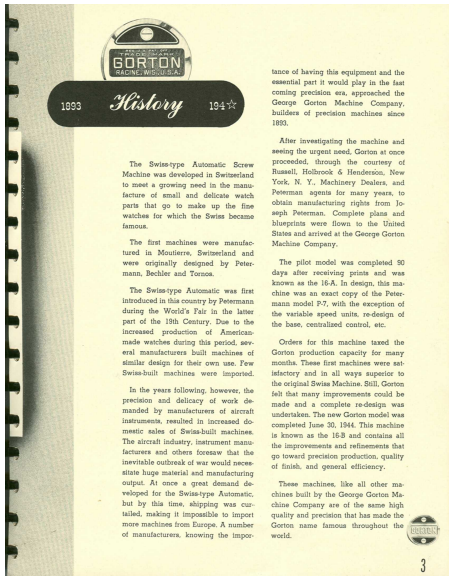 TRADE MARK
GORTON
RACINE, WIS., U.S.A.
1893 History 194☆
The Swiss-type Automatic Screw
Machine was developed in Switzerland
to meet a growing need in the manu-
facture of small and delicate watch
parts that go to make up the fine
watches for which the Swiss became
famous.
The first machines were manufac-
tured in Moutierre, Switzerland and
were originally designed by Peter-
mann, Bechler and Tornos.
The Swiss-type Automatic was first
introduced in this country by Petermann
during the World's Fair in the latter
part of the 19th Century. Due to the
increased production of American-
made watches during this period, sev-
eral manufacturers built machines of
similar design for their own use. Few
Swiss-built machines were imported.
In the years following, however, the
precision and delicacy of work de-
manded by manufacturers of aircraft
instruments, resulted in increased do-
mestic sales of Swiss-built machines.
The aircraft industry, instrument manu-
facturers and others foresaw that the
inevitable outbreak of war would neces-
sitate huge material and manufacturing
output. At once a great demand de-
veloped for the Swiss-type Automatic,
but by this time, shipping was cur-
tailed, making it impossible to import
more machines from Europe. A number
of manufacturers, knowing the impor-
tance of having this equipment and the
essential part it would play in the fast
coming precision era, approached the
George Gorton Machine Company,
builders of precision machines since
1893.
After investigating the machine and
seeing the urgent need, Gorton at once
proceeded, through the courtesy of
Russell, Holbrook & Henderson, New
York, N. Y., Machinery Dealers, and
Peterman agents for many years, to
obtain manufacturing rights from Jo-
seph Peterman. Complete plans and
blueprints were flown to the United
States and arrived at the George Gorton
Machine Company.
The pilot model was completed 90
days after receiving prints and was
known as the 16-A. In design, this ma-
chine was an exact copy of the Peter-
mann model P-7, with the exception of
the variable speed units, re-design of
the base, centralized control, etc.
Orders for this machine taxed the
Gorton production capacity for many
months. These first machines were sat-
isfactory and in all ways superior to
the original Swiss Machine. Still, Gorton
felt that many improvements could be
made and a complete re-design was
undertaken. The new Gorton model was
completed June 30, 1944. This machine
is known as the 16-B and contains all
the improvements and refinements that
go toward precision production, quality
of finish, and general efficiency.
These machines, like all other ma-
chines built by the George Gorton Ma-
chine Company are of the same high
quality and precision that has made the
Gorton name famous throughout the
world.
GORTON
3